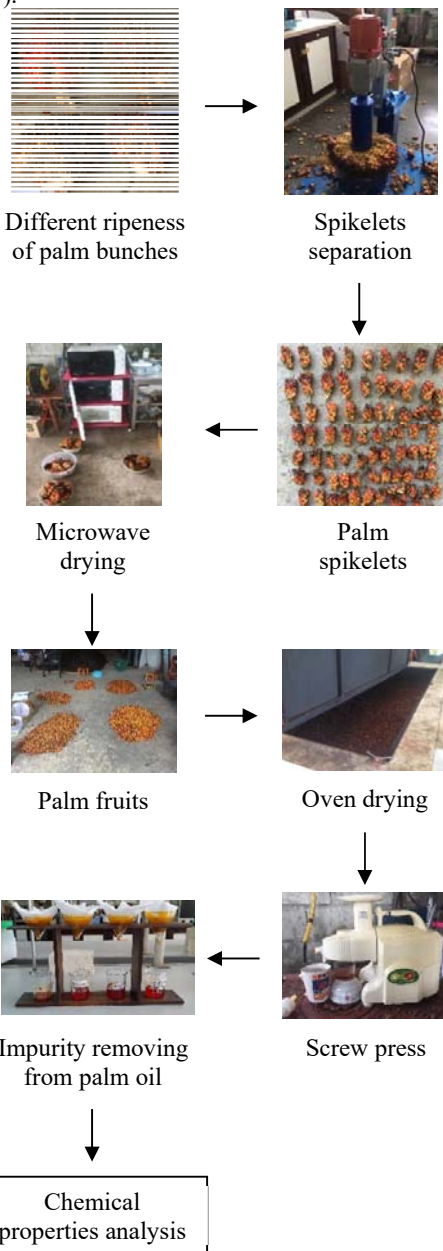 ).
Different ripeness
of palm bunches
Spikelets
separation
Palm
spikelets
Microwave
drying
Palm fruits
Oven drying
Screw press
Impurity removing
from palm oil
Chemical
properties analysis